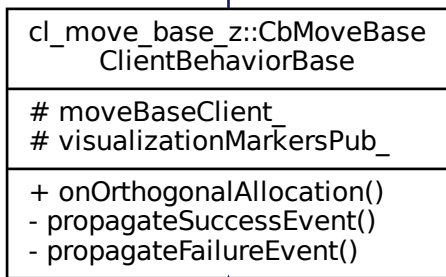 cl_move_base_z::CbMoveBase
ClientBehaviorBase
# moveBaseClient_
# visualizationMarkersPub_
+ onOrthogonalAllocation()
- propagateSuccessEvent()
- propagateFailureEvent()